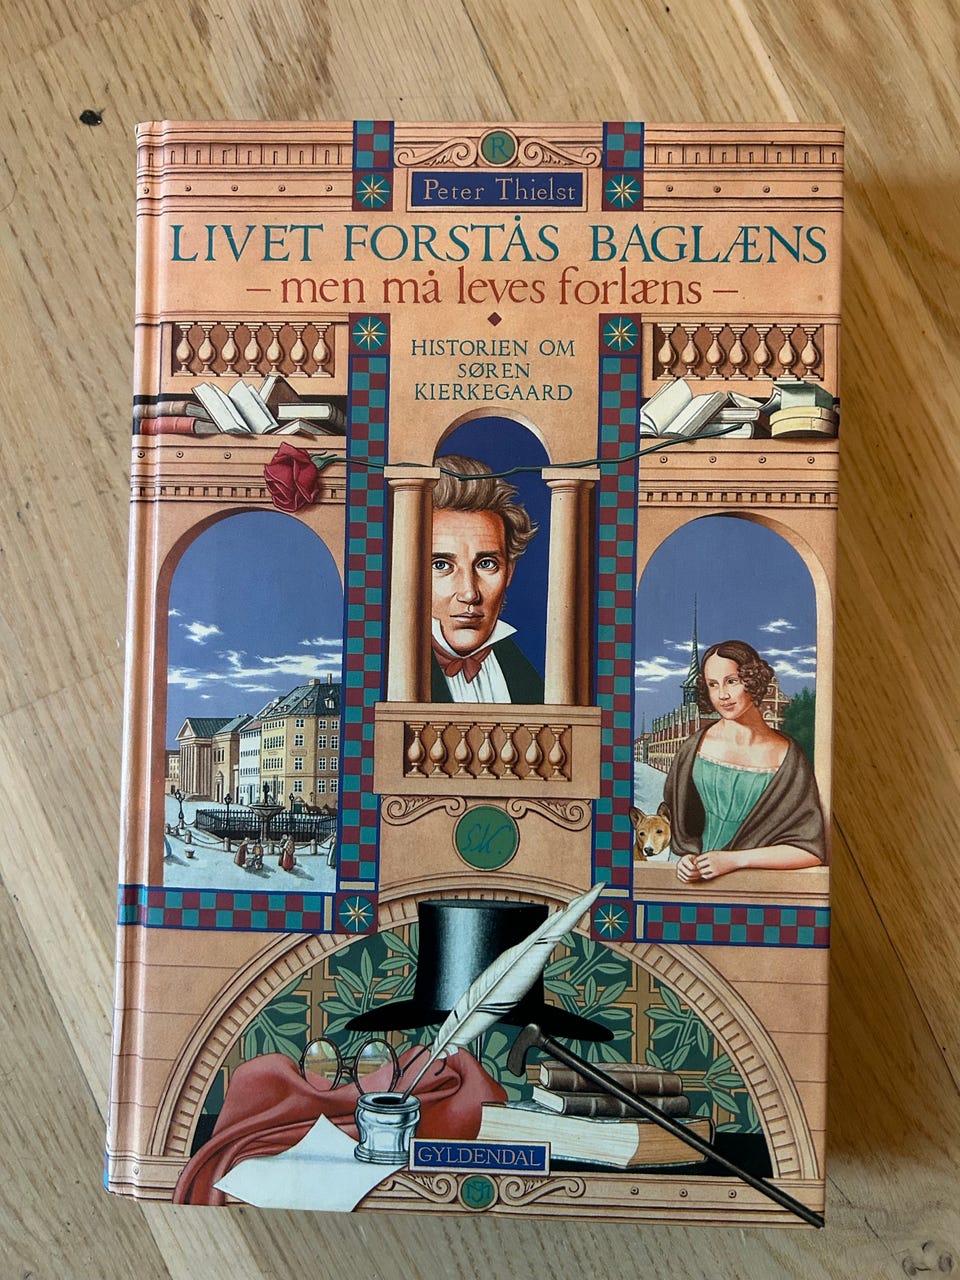 R
Peter Thielst
LIVET FORSTÅS BAGLÆNS
– men må leves forlæns –
HISTORIEN OM
SØREN
KIERKEGAARD
S.K.
GYLDENDAL